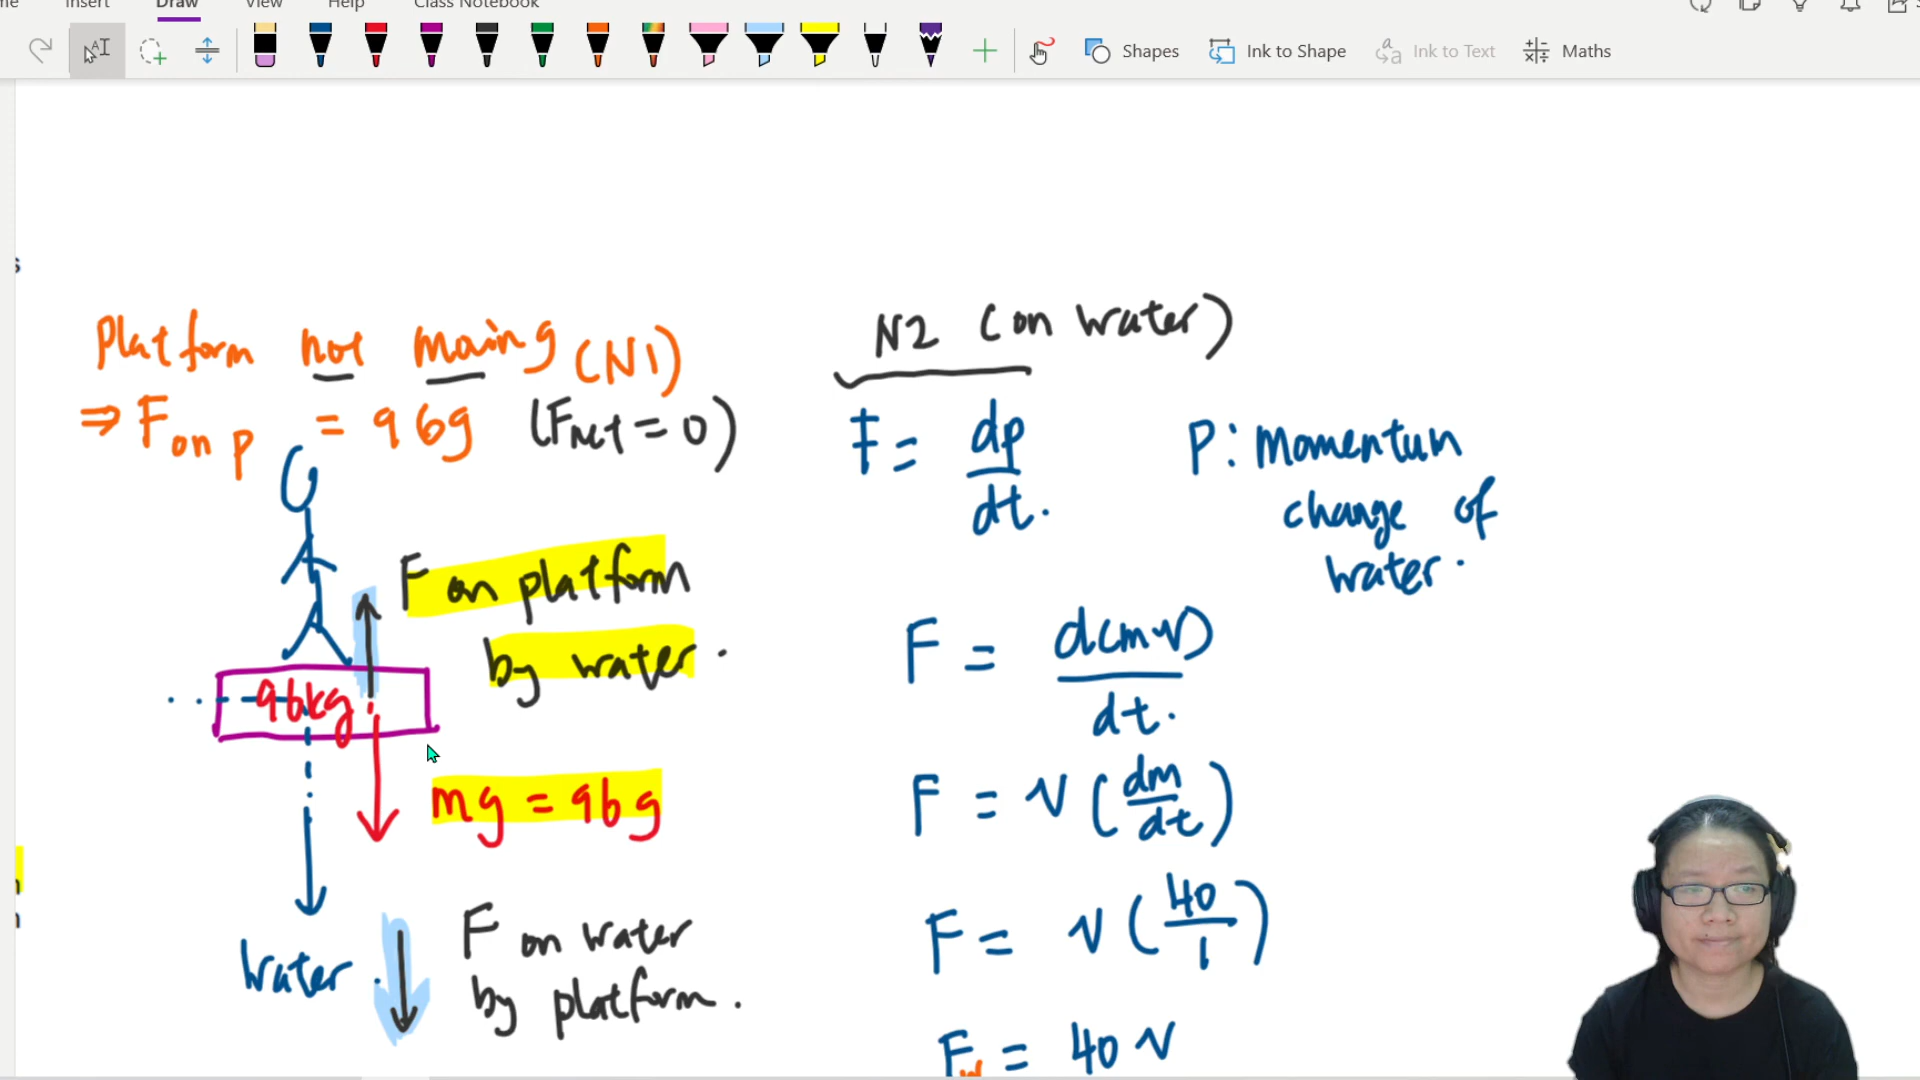 Insert Draw View Help Class Notebook
Shapes Ink to Shape Ink to Text Maths
Platform not moving (N1)
⇒ F on p = 96g (Fnet = 0)
F on platform
by water.
96kg
mg = 96g
water.
F on water
by platform.
N2 (on water)
F = dp/dt.
P: Momentum
change of
water.
F = d(mv)/dt.
F = v (dm/dt)
F = v (40/1)
Fw = 40 v